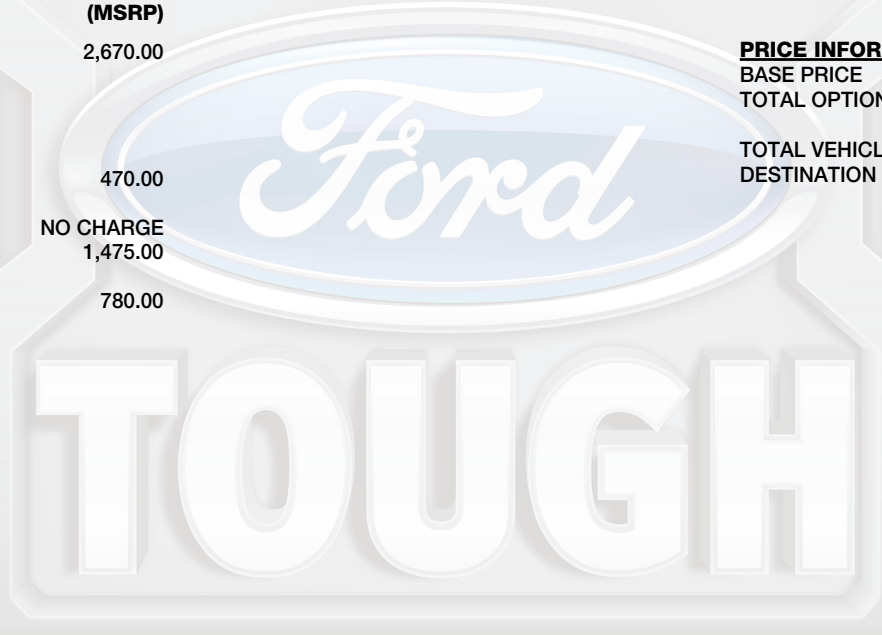 (MSRP)
2,670.00
470.00
NO CHARGE
1,475.00
780.00
PRICE INFOR
BASE PRICE
TOTAL OPTION
TOTAL VEHICL
DESTINATION
Ford
TOUGH